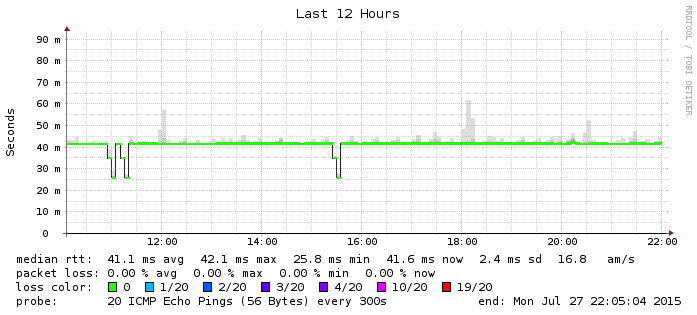 Last 12 Hours
RRDTOOL / TOBI OETIKER
Seconds
90 m
80 m
70 m
60 m
50 m
40 m
30 m
20 m
10 m
0
12:00 14:00 16:00 18:00 20:00 22:00
median rtt: 41.1 ms avg 42.1 ms max 25.8 ms min 41.6 ms now 2.4 ms sd 16.8 am/s
packet loss: 0.00 % avg 0.00 % max 0.00 % min 0.00 % now
loss color: 0 1/20 2/20 3/20 4/20 10/20 19/20
probe: 20 ICMP Echo Pings (56 Bytes) every 300s end: Mon Jul 27 22:05:04 2015